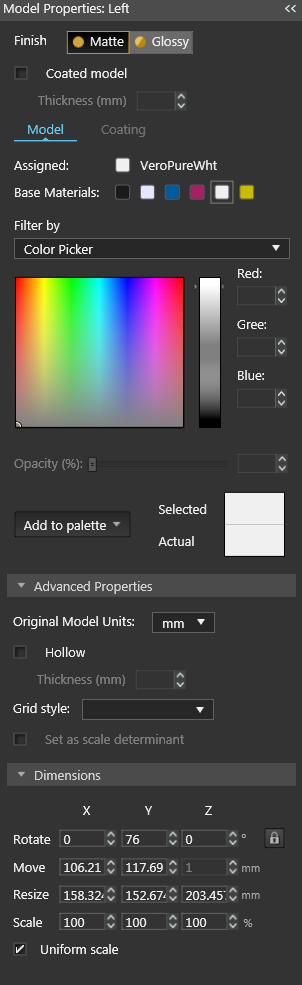 Model Properties: Left <<
Finish Matte Glossy
Coated model
Thickness (mm)
Model Coating
Assigned: VeroPureWht
Base Materials:
Filter by
Color Picker
Red:
Gree:
Blue:
Opacity (%):
Add to palette
Selected
Actual
Advanced Properties
Original Model Units: mm
Hollow
Thickness (mm)
Grid style:
Set as scale determinant
Dimensions
X Y Z
Rotate 0 76 0 °
Move 106.21 117.69 1 mm
Resize 158.324 152.674 203.457 mm
Scale 100 100 100 %
Uniform scale